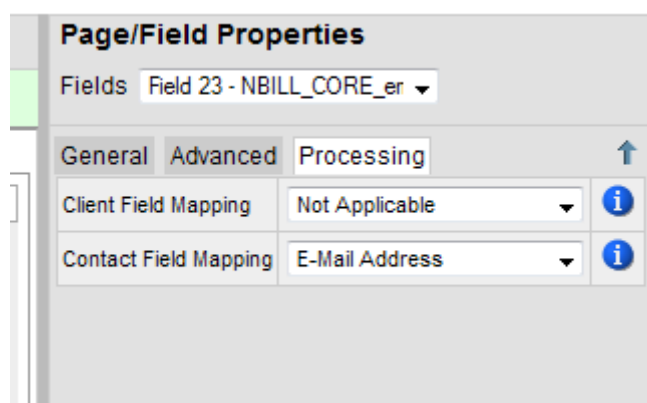 Page/Field Properties
Fields Field 23 - NBILL_CORE_er
General Advanced Processing
Client Field Mapping Not Applicable
Contact Field Mapping E-Mail Address